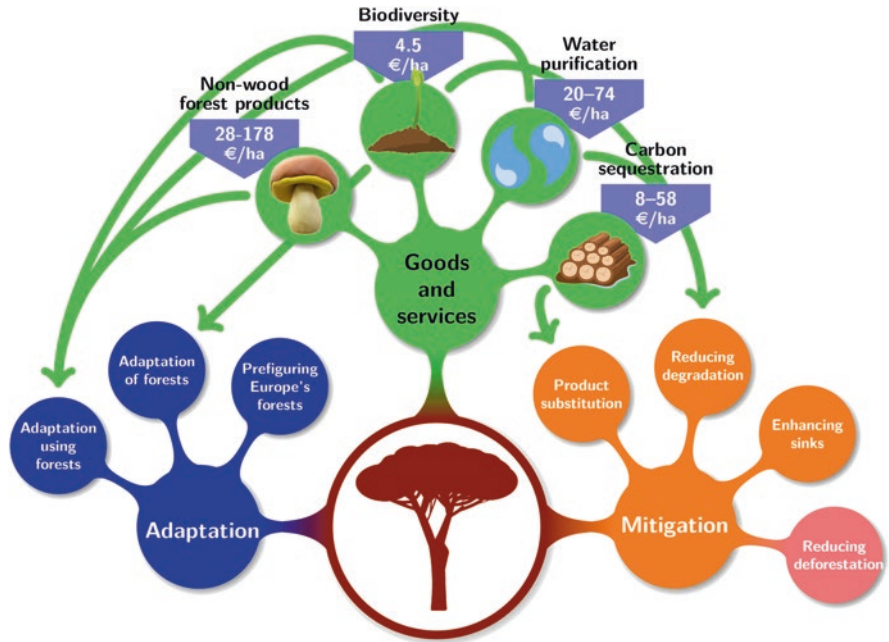 Biodiversity
4.5
€/ha
Water
purification
20–74
€/ha
Non-wood
forest products
28-178
€/ha
Carbon
sequestration
8–58
€/ha
Goods
and
services
Adaptation
of forests
Prefiguring
Europe's
forests
Adaptation
using
forests
Adaptation
Product
substitution
Reducing
degradation
Enhancing
sinks
Mitigation
Reducing
deforestation